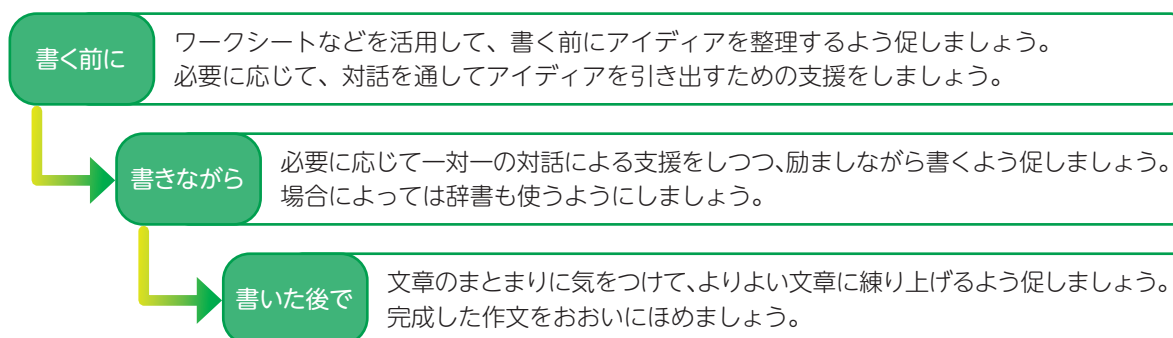 書く前に
ワークシートなどを活用して、書く前にアイディアを整理するよう促しましょう。
必要に応じて、対話を通してアイディアを引き出すための支援をしましょう。
書きながら
必要に応じて一対一の対話による支援をしつつ、励ましながら書くよう促しましょう。
場合によっては辞書も使うようにしましょう。
書いた後で
文章のまとまりに気をつけて、よりよい文章に練り上げるよう促しましょう。
完成した作文をおおいにほめましょう。